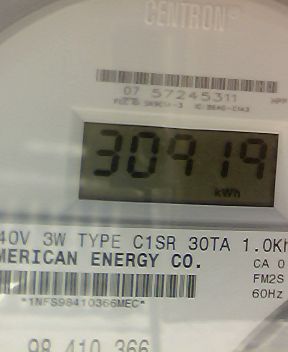 CENTRON®
07 57245311
30919
kWh
40V 3W TYPE C1SR 30TA 1.0Kh
MERICAN ENERGY CO.
CA 0
FM2S
60Hz
*1NFS98410366MEC*
98 410 366